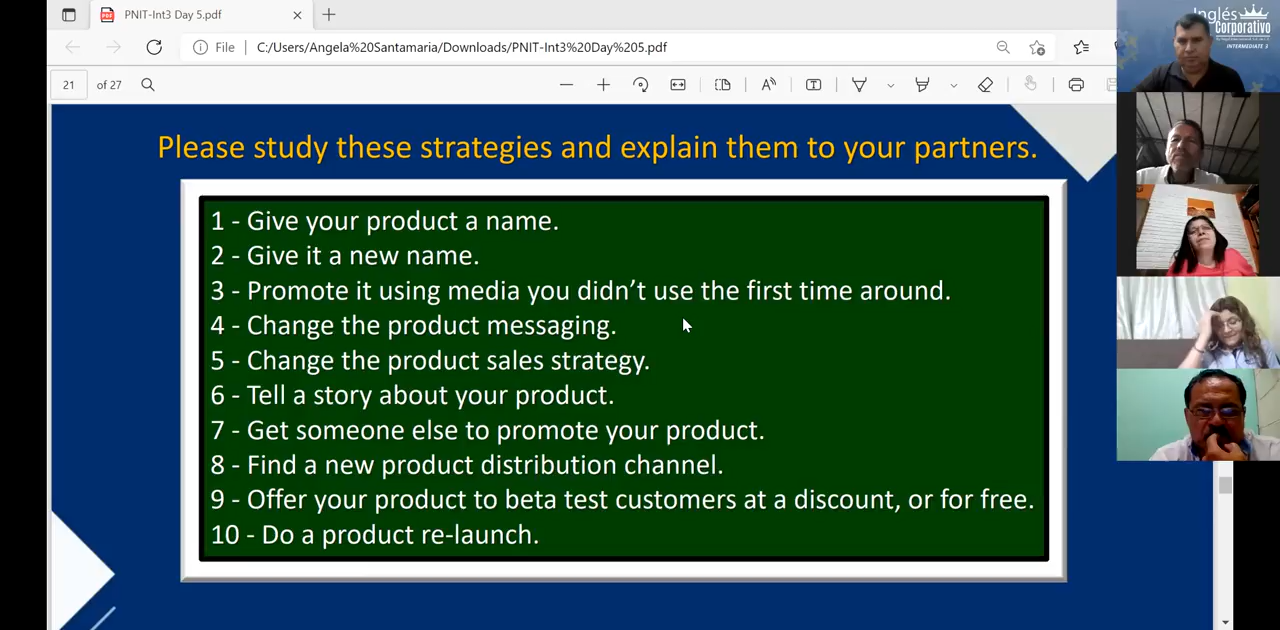 PNIT-Int3 Day 5.pdf
File
C:/Users/Angela%20Santamaria/Downloads/PNIT-Int3%20Day%205.pdf
21
of 27
Please study these strategies and explain them to your partners.
1 - Give your product a name.
2 - Give it a new name.
3 - Promote it using media you didn’t use the first time around.
4 - Change the product messaging.
5 - Change the product sales strategy.
6 - Tell a story about your product.
7 - Get someone else to promote your product.
8 - Find a new product distribution channel.
9 - Offer your product to beta test customers at a discount, or for free.
10 - Do a product re-launch.
Inglés
Corporativo
INTERMEDIATE 3